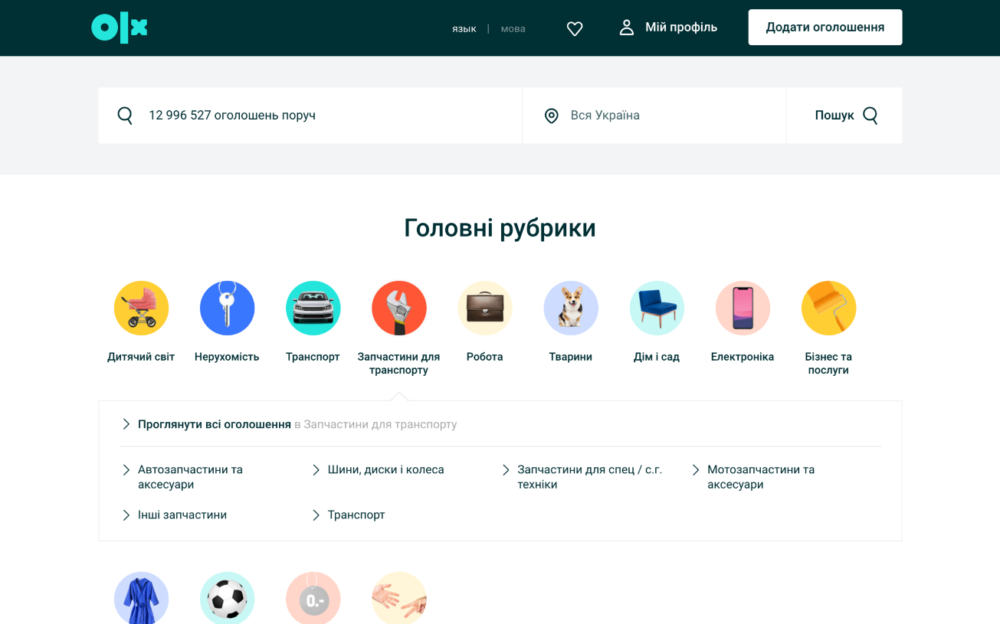 olx
язык | мова
Мій профіль
Додати оголошення
12 996 527 оголошень поруч
Вся Україна
Пошук
Головні рубрики
Дитячий світ
Нерухомість
Транспорт
Запчастини для
транспорту
Робота
Тварини
Дім і сад
Електроніка
Бізнес та
послуги
Проглянути всі оголошення в Запчастини для транспорту
Автозапчастини та
аксесуари
Шини, диски і колеса
Запчастини для спец / с.г.
техніки
Мотозапчастини та
аксесуари
Інші запчастини
Транспорт
0.-